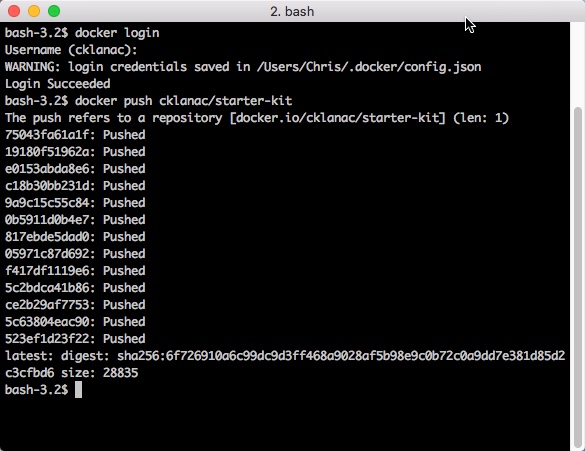 2. bash
bash-3.2$ docker login
Username (cklanac):
WARNING: login credentials saved in /Users/Chris/.docker/config.json
Login Succeeded
bash-3.2$ docker push cklanac/starter-kit
The push refers to a repository [docker.io/cklanac/starter-kit] (len: 1)
75043fa61a1f: Pushed
19180f51962a: Pushed
e0153abda8e6: Pushed
c18b30bb231d: Pushed
9a9c15c55c84: Pushed
0b5911d0b4e7: Pushed
817ebde5dad0: Pushed
05971c87d692: Pushed
f417df1119e6: Pushed
5c2bdca41b86: Pushed
ce2b29af7753: Pushed
5c63804eac90: Pushed
523ef1d23f22: Pushed
latest: digest: sha256:6f726910a6c99dc9d3ff468a9028af5b98e9c0b72c0a9dd7e381d85d2
c3cfbd6 size: 28835
bash-3.2$